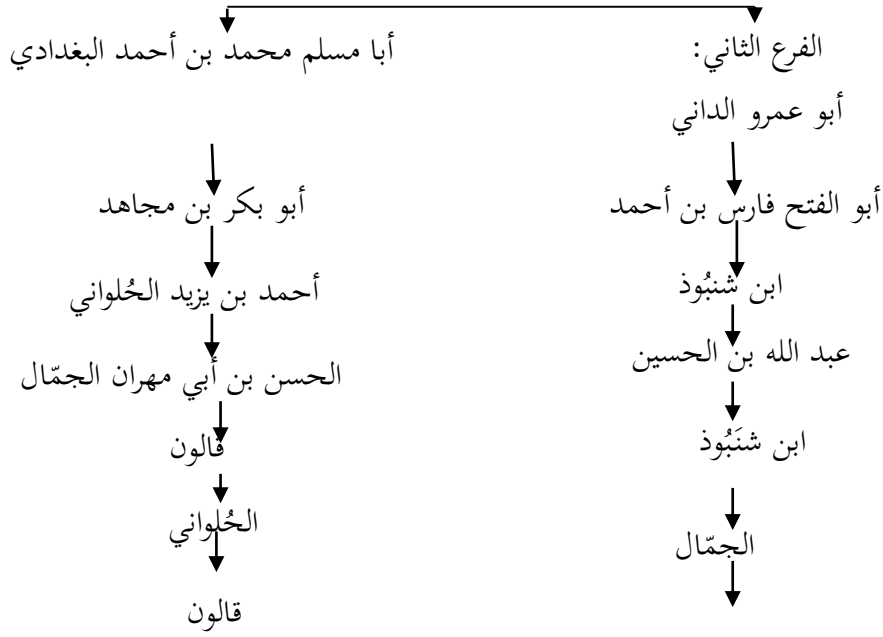 الفرع الثاني:
أبو عمرو الداني
أبو الفتح فارس بن أحمد
ابن شنبُوذ
عبد الله بن الحسين
ابن شنَبُوذ
الجمّال
أبا مسلم محمد بن أحمد البغدادي
أبو بكر بن مجاهد
أحمد بن يزيد الحُلواني
الحسن بن أبي مهران الجمّال
قالون
الحُلواني
قالون